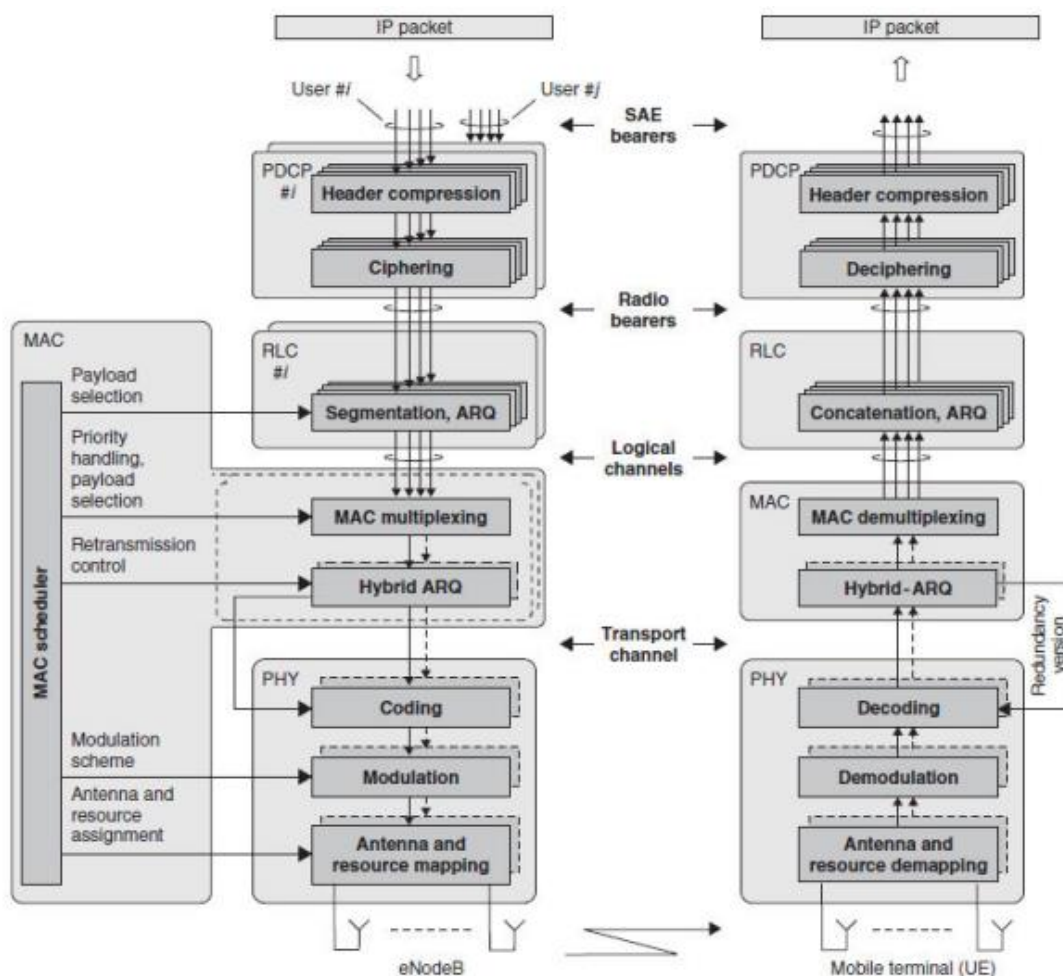 IP packet
IP packet
User #i
User #j
SAE
bearers
PDCP
#i
Header compression
Ciphering
PDCP
Header compression
Deciphering
Radio
bearers
MAC
RLC
#i
Segmentation, ARQ
RLC
Concatenation, ARQ
Payload
selection
Priority
handling,
payload
selection
Retransmission
control
Logical
channels
MAC multiplexing
Hybrid ARQ
MAC
MAC demultiplexing
Hybrid-ARQ
MAC scheduler
Transport
channel
Redundancy
version
PHY
Coding
Modulation
Antenna and
resource mapping
PHY
Decoding
Demodulation
Antenna and
resource demapping
Modulation
scheme
Antenna and
resource
assignment
eNodeB
Mobile terminal (UE)